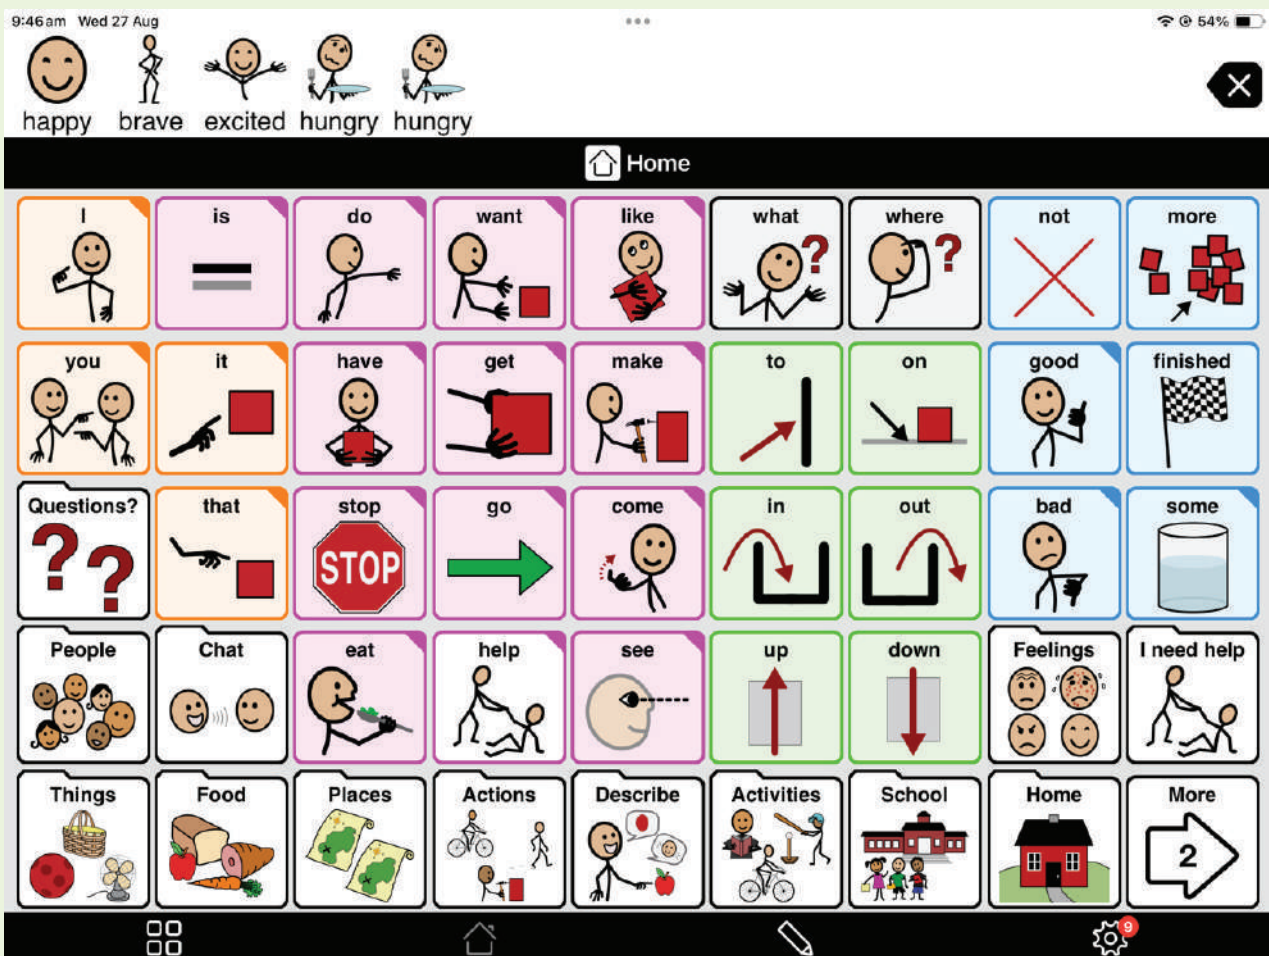 9:46am Wed 27 Aug
54%
happy brave excited hungry hungry
Home
I is do want like what where not more
? ?
you it have get make to on good finished
Questions? that stop go come in out bad some
? ? STOP
People Chat eat help see up down Feelings I need help
Things Food Places Actions Describe Activities School Home More
2
9